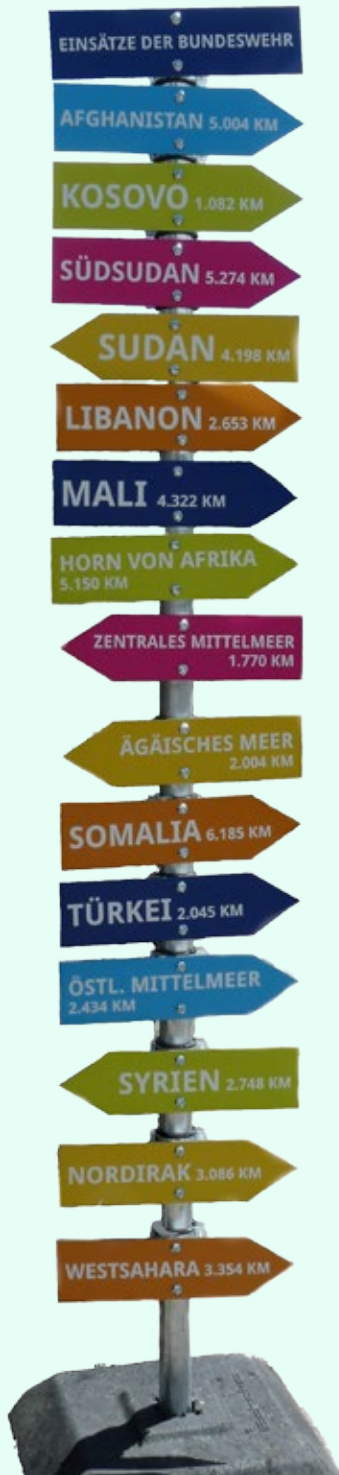 EINSÄTZE DER BUNDESWEHR
AFGHANISTAN 5.004 KM
KOSOVO 1.082 KM
SÜDSUDAN 5.274 KM
SUDAN 4.198 KM
LIBANON 2.653 KM
MALI 4.322 KM
HORN VON AFRIKA
5.150 KM
ZENTRALES MITTELMEER
1.770 KM
ÄGÄISCHES MEER
2.004 KM
SOMALIA 6.185 KM
TÜRKEI 2.045 KM
ÖSTL. MITTELMEER
2.434 KM
SYRIEN 2.748 KM
NORDIRAK 3.086 KM
WESTSAHARA 3.354 KM